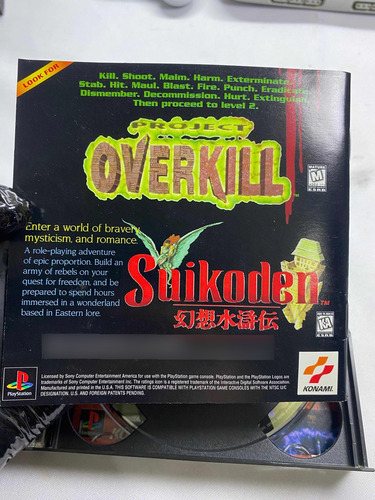 LOOK FOR
Kill. Shoot. Maim. Harm. Exterminate.
Stab. Hit. Maul. Blast. Fire. Punch. Eradicate.
Dismember. Decommission. Hurt. Extinguish.
Then proceed to level 2.
PROJECT
OVERKILL™
MATURE
M
ESRB
Enter a world of bravery,
mysticism, and romance.
A role-playing adventure
of epic proportion. Build an
army of rebels on your
quest for freedom, and be
prepared to spend hours
immersed in a wonderland
based in Eastern lore.
Suikoden™
幻想水滸伝
ESRB
Licensed by Sony Computer Entertainment America for use with the PlayStation game console. PlayStation and the PlayStation Logos are
trademarks of Sony Computer Entertainment Inc. The ratings icon is a registered trademark of the Interactive Digital Software Association.
Manufactured and printed in the U.S.A. THIS SOFTWARE IS COMPATIBLE WITH PLAYSTATION GAME CONSOLES WITH THE NTSC U/C
DESIGNATION. U.S. AND FOREIGN PATENTS PENDING.
PlayStation
KONAMI